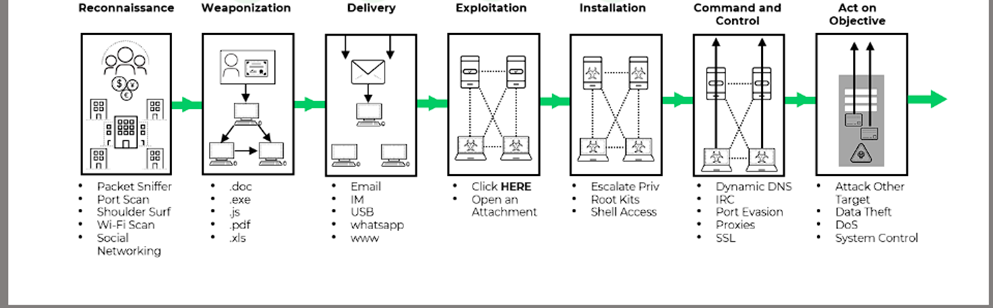 Reconnaissance
Weaponization
Delivery
Exploitation
Installation
Command and
Control
Act on
Objective
• Packet Sniffer
• Port Scan
• Shoulder Surf
• Wi-Fi Scan
• Social
Networking
• .doc
• .exe
• .js
• .pdf
• .xls
• Email
• IM
• USB
• whatsapp
• www
• Click HERE
• Open an
Attachment
• Escalate Priv
• Root Kits
• Shell Access
• Dynamic DNS
• IRC
• Port Evasion
• Proxies
• SSL
• Attack Other
Target
• Data Theft
• DoS
• System Control